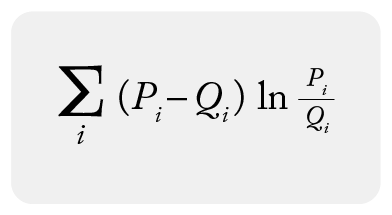 ∑_i (P_i − Q_i) ln P_i/Q_i